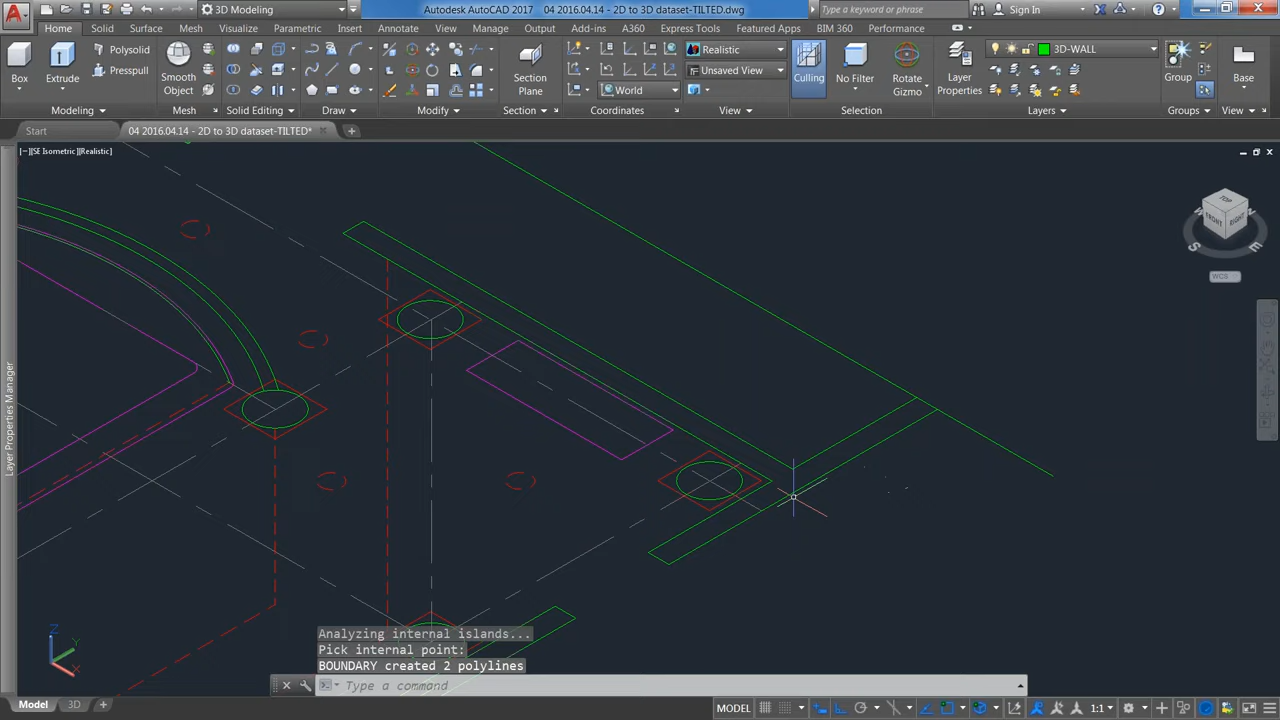 3D Modeling
Autodesk AutoCAD 2017 04 2016.04.14 - 2D to 3D dataset-TILTED.dwg
Type a keyword or phrase
Sign In
Home Solid Surface Mesh Visualize Parametric Insert Annotate View Manage Output Add-ins A360 Express Tools Featured Apps BIM 360 Performance
Box
Extrude
Polysolid
Presspull
Smooth
Object
Section
Plane
World
Realistic
Unsaved View
Culling
No Filter
Rotate
Gizmo
Layer
Properties
3D-WALL
Group
Base
Modeling
Mesh
Solid Editing
Draw
Modify
Section
Coordinates
View
Selection
Layers
Groups
View
Start
04 2016.04.14 - 2D to 3D dataset-TILTED*
[−][SE Isometric][Realistic]
TOP
FRONT
RIGHT
S
E
WCS
Layer Properties Manager
Z
Y
X
Analyzing internal islands...
Pick internal point:
BOUNDARY created 2 polylines
Type a command
Model
3D
MODEL
1:1